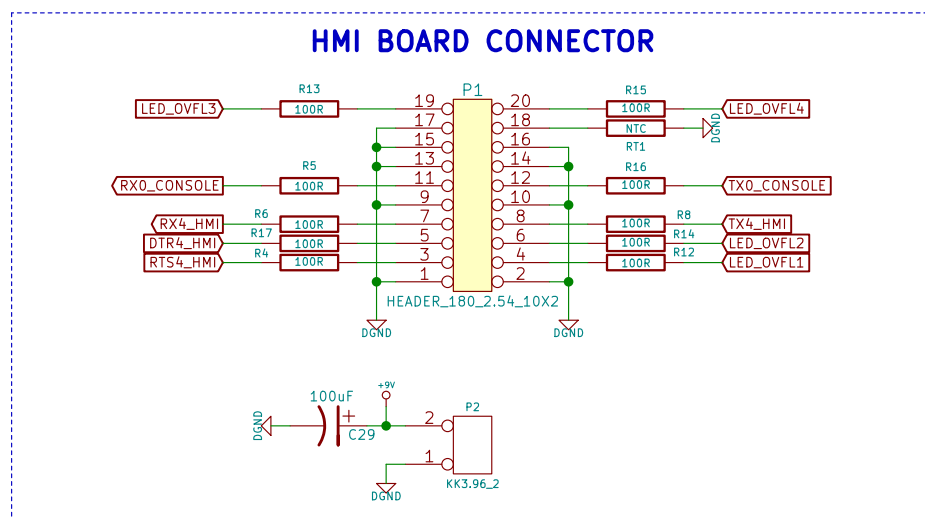 HMI BOARD CONNECTOR
R13 P1 R15
LED_OVFL3 100R 19 20 100R LED_OVFL4
17 18 NTC DGND
15 16 RT1
13 14 R16
R5
RX0_CONSOLE 100R 11 12 100R TX0_CONSOLE
9 10
R6 R8
RX4_HMI 100R 7 8 100R TX4_HMI
R17 R14
DTR4_HMI 100R 5 6 100R LED_OVFL2
R4 R12
RTS4_HMI 100R 3 4 100R LED_OVFL1
1 2
HEADER_180_2.54_10X2
DGND DGND
+9V
100uF P2
DGND + C29 2
1
KK3.96_2
DGND